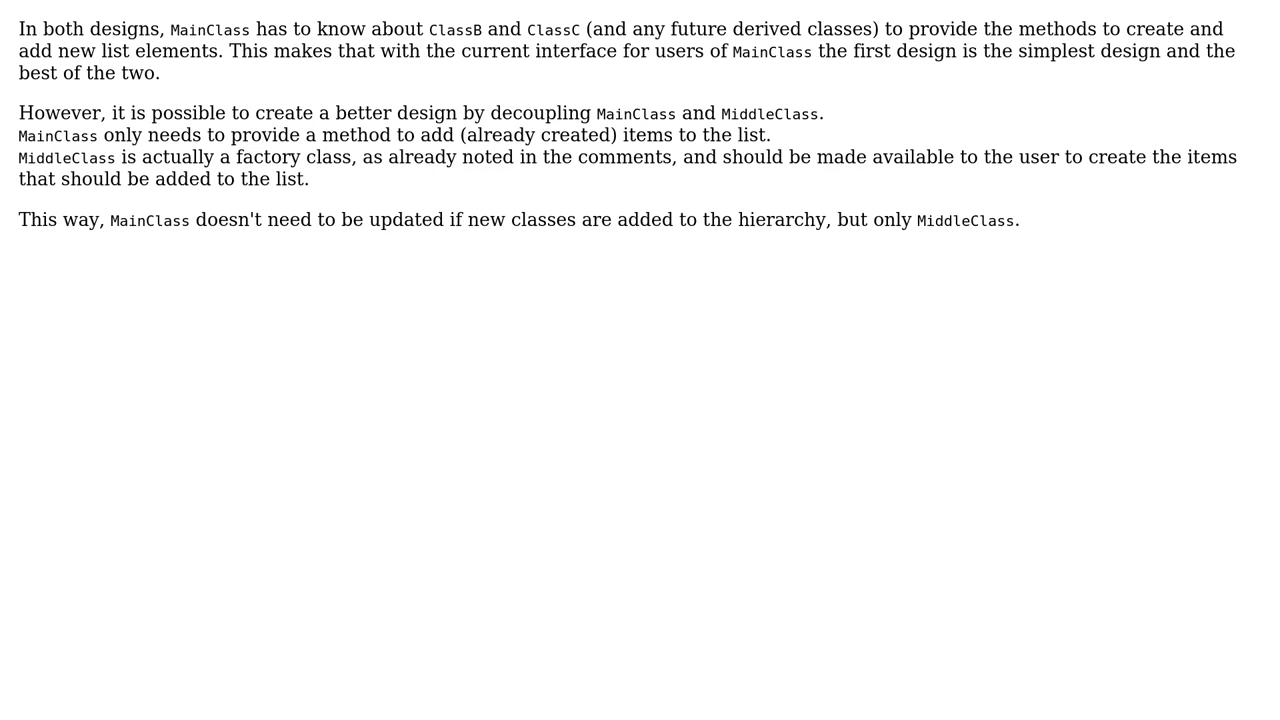 In both designs, MainClass has to know about ClassB and ClassC (and any future derived classes) to provide the methods to create and
add new list elements. This makes that with the current interface for users of MainClass the first design is the simplest design and the
best of the two.
However, it is possible to create a better design by decoupling MainClass and MiddleClass.
MainClass only needs to provide a method to add (already created) items to the list.
MiddleClass is actually a factory class, as already noted in the comments, and should be made available to the user to create the items
that should be added to the list.
This way, MainClass doesn't need to be updated if new classes are added to the hierarchy, but only MiddleClass.